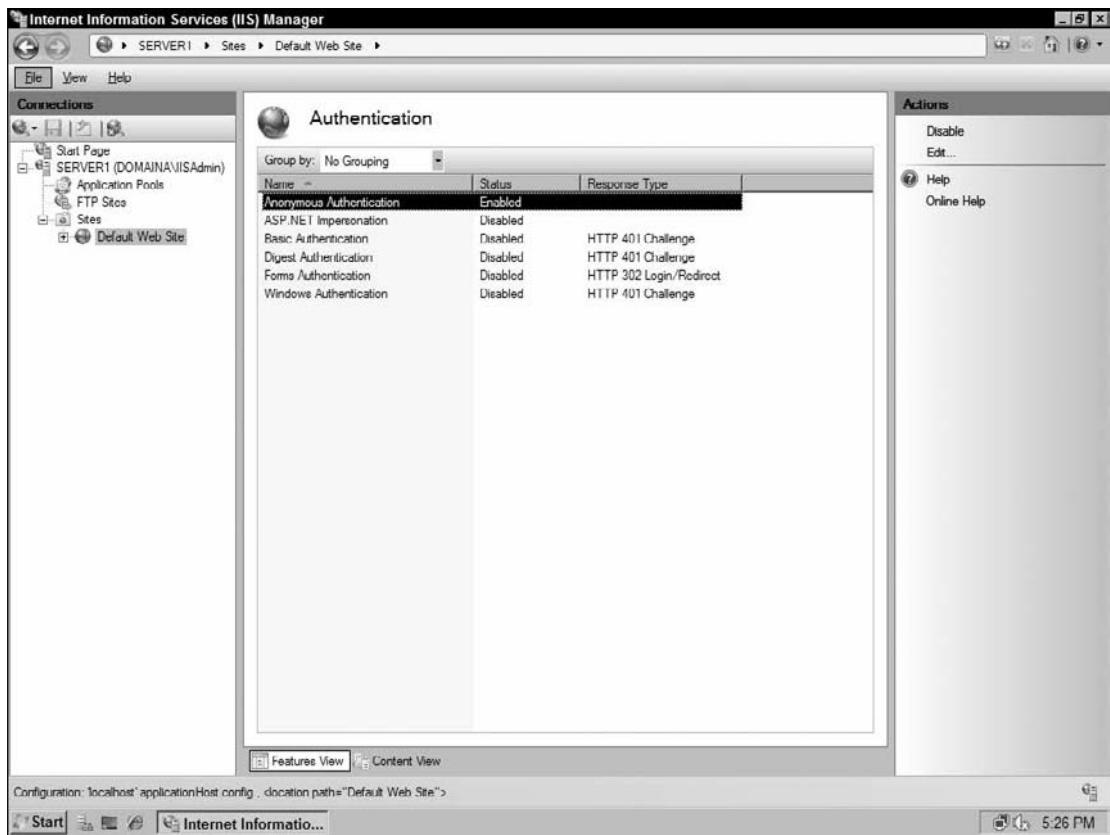 Internet Information Services (IIS) Manager
SERVER1 Sites Default Web Site
File View Help
Connections
Start Page
SERVER1 (DOMAINA\IISAdmin)
Application Pools
FTP Sites
Sites
Default Web Site
Authentication
Group by: No Grouping
Name Status Response Type
Anonymous Authentication Enabled
ASP.NET Impersonation Disabled
Basic Authentication Disabled HTTP 401 Challenge
Digest Authentication Disabled HTTP 401 Challenge
Forms Authentication Disabled HTTP 302 Login/Redirect
Windows Authentication Disabled HTTP 401 Challenge
Features View Content View
Actions
Disable
Edit...
Help
Online Help
Configuration: 'localhost' applicationHost.config , <location path="Default Web Site">
Start Internet Informatio... 5:26 PM